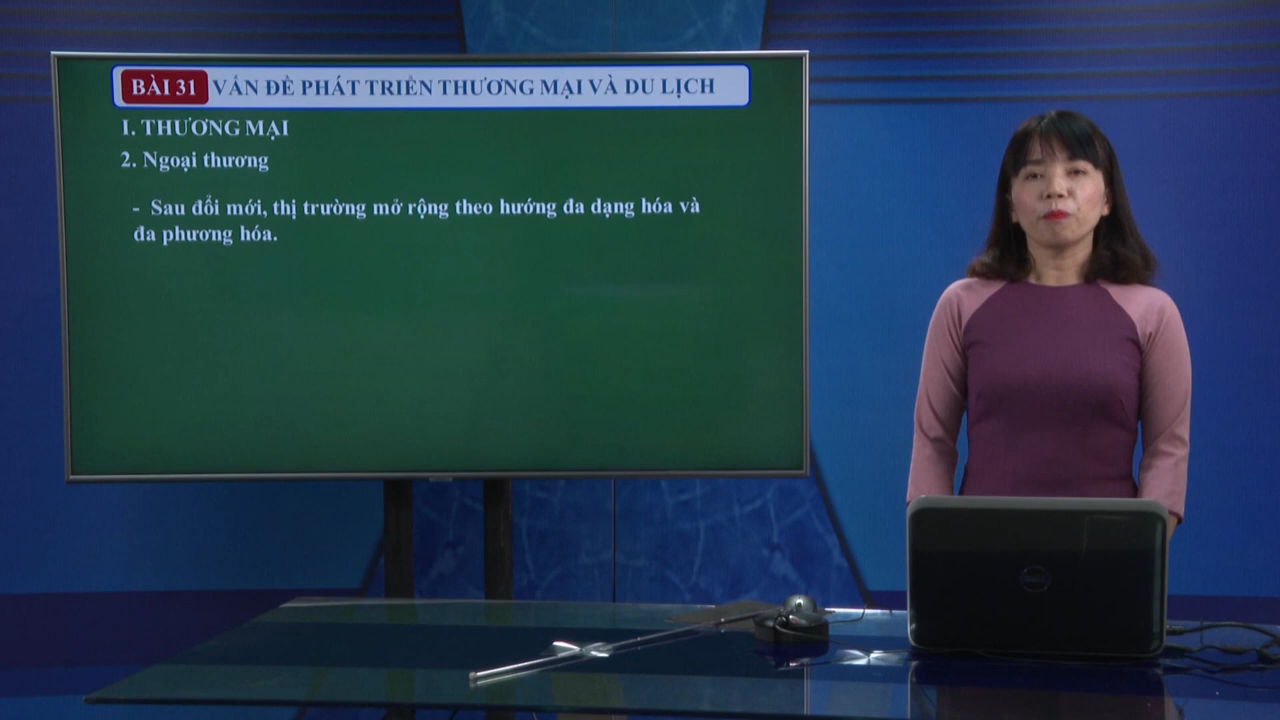 BÀI 31 VẤN ĐỀ PHÁT TRIỂN THƯƠNG MẠI VÀ DU LỊCH
I. THƯƠNG MẠI
2. Ngoại thương
- Sau đổi mới, thị trường mở rộng theo hướng đa dạng hóa và
đa phương hóa.
DELL